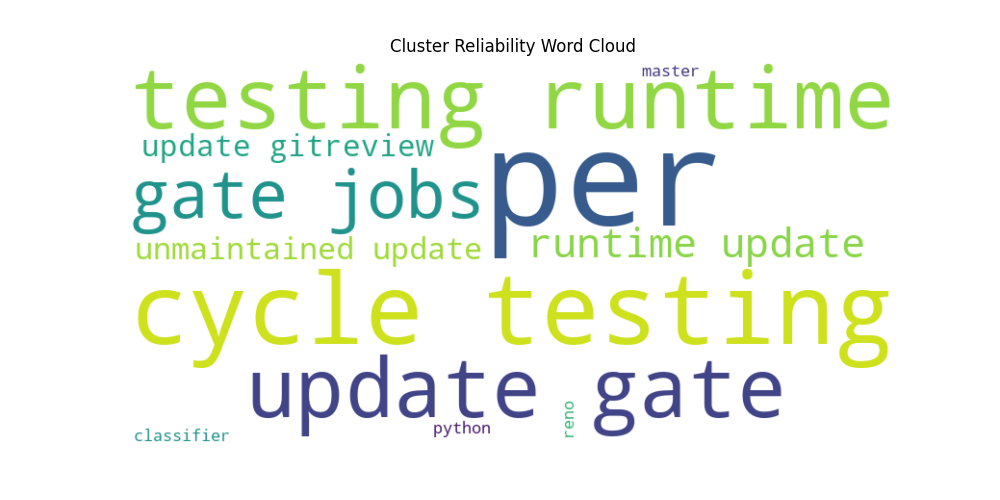 Cluster Reliability Word Cloud
master
testing runtime
update gitreview
per
gate jobs
unmaintained update
runtime update
cycle testing
update gate
reno
python
classifier